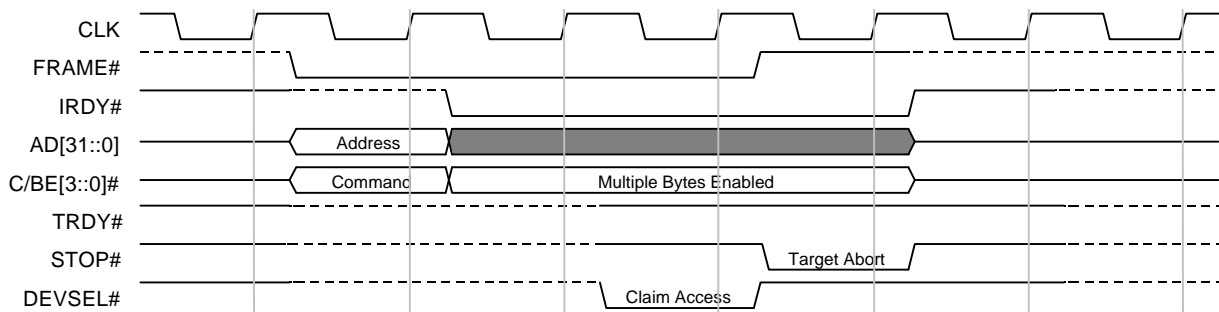 CLK
FRAME#
IRDY#
AD[31::0] Address
C/BE[3::0]# Command Multiple Bytes Enabled
TRDY#
STOP# Target Abort
DEVSEL# Claim Access